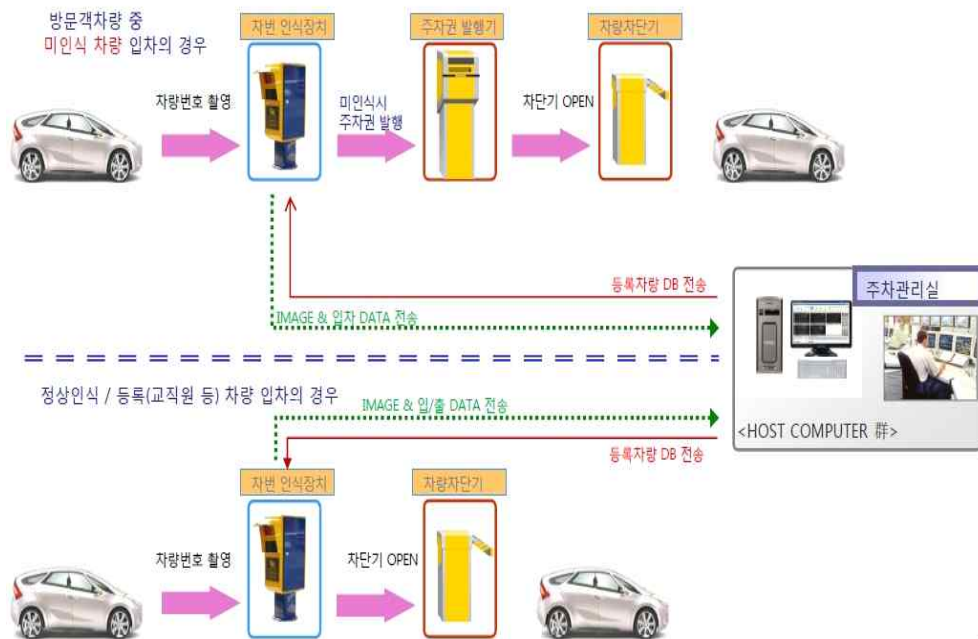 방문객차량 중
미인식 차량 입차의 경우
차번 인식장치
주차권 발행기
차량차단기
차량번호 촬영
미인식시
주차권 발행
차단기 OPEN
등록차량 DB 전송
주차관리실
IMAGE & 입차 DATA 전송
정상인식 / 등록(교직원 등) 차량 입차의 경우
IMAGE & 입/출 DATA 전송
<HOST COMPUTER 群>
등록차량 DB 전송
차번 인식장치
차량차단기
차량번호 촬영
차단기 OPEN